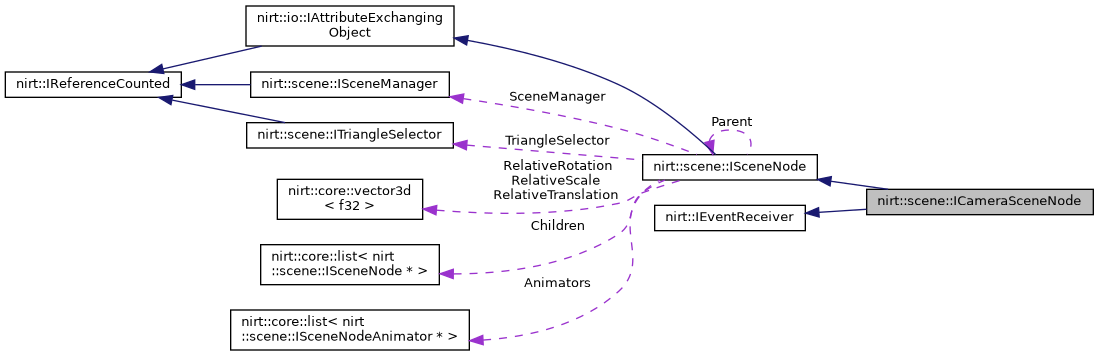 nirt::io::IAttributeExchanging
Object
nirt::IReferenceCounted
nirt::scene::ISceneManager
SceneManager
Parent
nirt::scene::ITriangleSelector
TriangleSelector
nirt::scene::ISceneNode
RelativeRotation
RelativeScale
RelativeTranslation
nirt::core::vector3d
< f32 >
nirt::scene::ICameraSceneNode
nirt::IEventReceiver
Children
nirt::core::list< nirt
::scene::ISceneNode * >
Animators
nirt::core::list< nirt
::scene::ISceneNodeAnimator * >